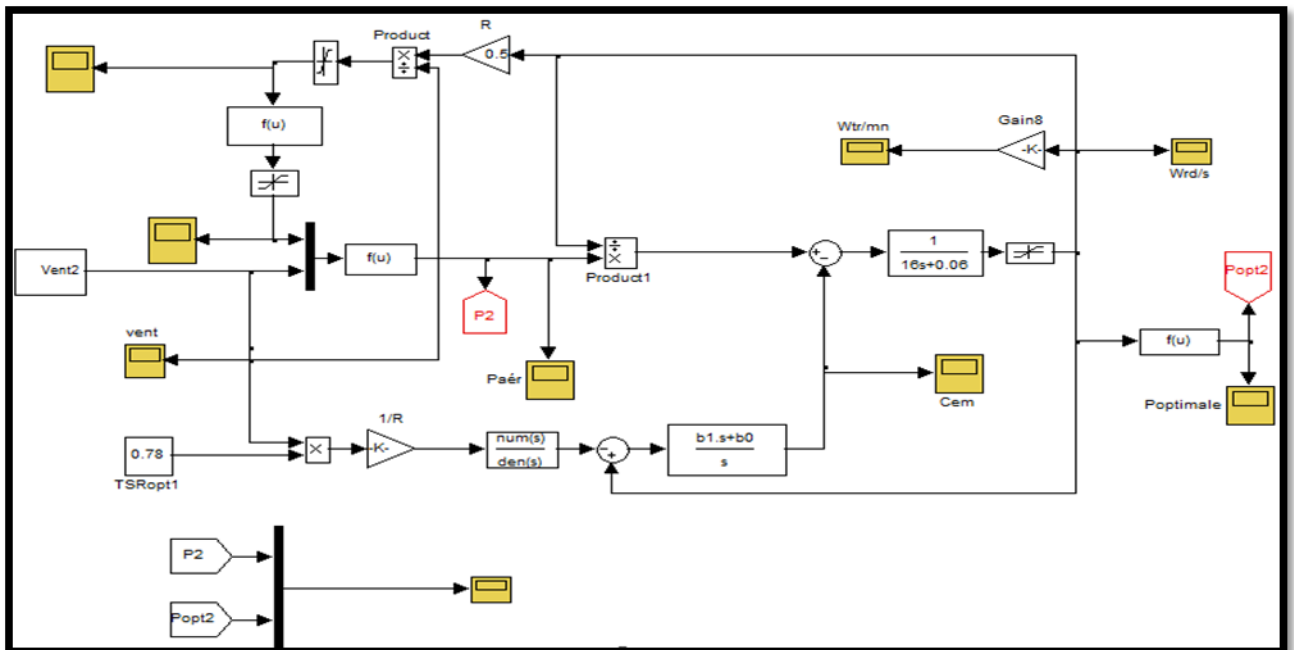 R
Product
0.5
×
÷
f(u)
Wtr/mn
Gain8
-K-
Wrd/s
Vent2
f(u)
÷
×
Product1
+
-
1
16s+0.06
Popt2
P2
vent
Paér
f(u)
Cem
Poptimale
1/R
0.78
×
-K-
num(s)
den(s)
-
+
b1.s+b0
s
TSRopt1
P2
Popt2